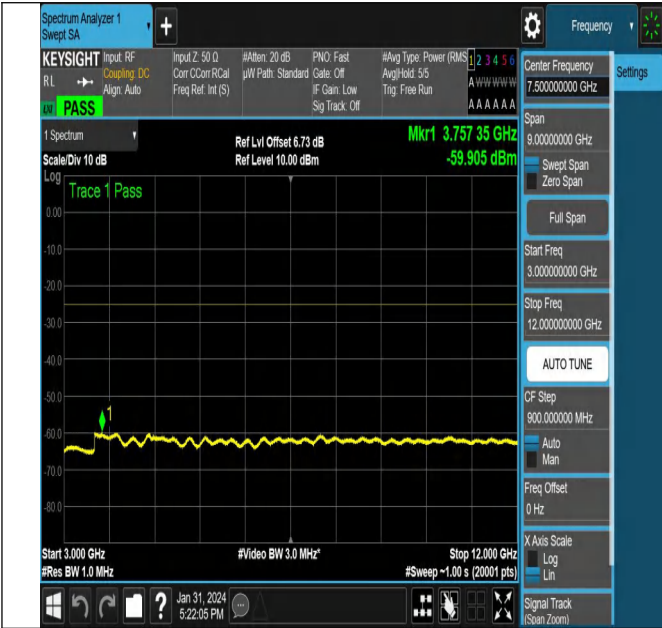 Spectrum Analyzer 1
Swept SA
+
Frequency
KEYSIGHT
RL
LXI
PASS
Input: RF
Coupling: DC
Align: Auto
Input Z: 50 Ω
Corr CCorr RCal
Freq Ref: Int (S)
#Atten: 20 dB
µW Path: Standard
PNO: Fast
Gate: Off
IF Gain: Low
Sig Track: Off
#Avg Type: Power (RMS
Avg|Hold: 5/5
Trig: Free Run
1 2 3 4 5 6
A W W W W W
A A A A A A
1 Spectrum
Scale/Div 10 dB
Ref Lvl Offset 6.73 dB
Ref Level 10.00 dBm
Mkr1 3.757 35 GHz
-59.905 dBm
Log
Trace 1 Pass
0.00
-10.0
-20.0
-30.0
-40.0
-50.0
-60.0
-70.0
-80.0
1
Start 3.000 GHz
#Res BW 1.0 MHz
#Video BW 3.0 MHz*
Stop 12.000 GHz
#Sweep ~1.00 s (20001 pts)
Jan 31, 2024
5:22:05 PM
Center Frequency
7.500000000 GHz
Settings
Span
9.00000000 GHz
Swept Span
Zero Span
Full Span
Start Freq
3.000000000 GHz
Stop Freq
12.000000000 GHz
AUTO TUNE
CF Step
900.000000 MHz
Auto
Man
Freq Offset
0 Hz
X Axis Scale
Log
Lin
Signal Track
(Span Zoom)